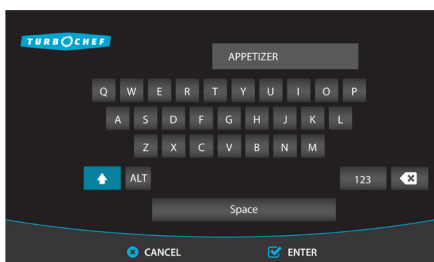 TURBOCHEF
APPETIZER
Q W E R T Y U I O P
A S D F G H J K L
Z X C V B N M
ALT 123
Space
CANCEL ENTER